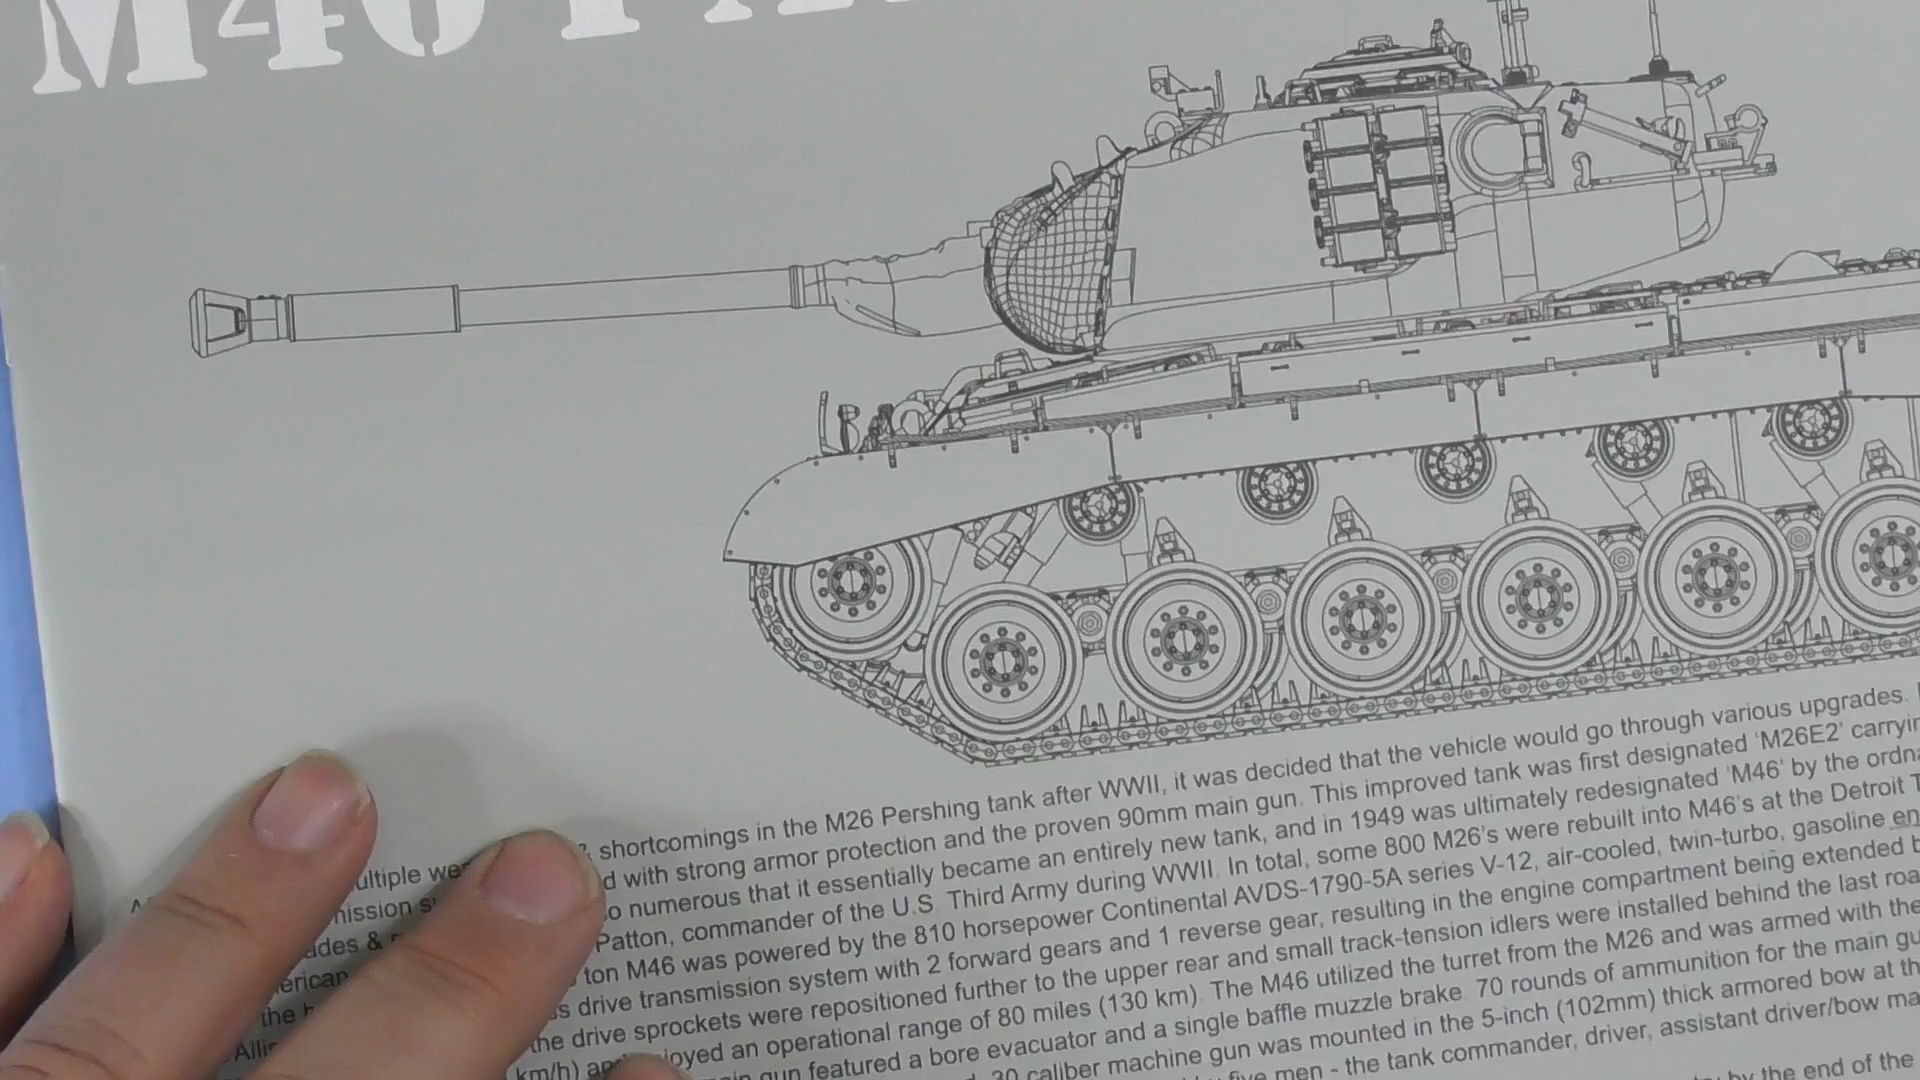 M46
shortcomings in the M26 Pershing tank after WWII, it was decided that the vehicle would go through various upgrades.
d with strong armor protection and the proven 90mm main gun. This improved tank was first designated 'M26E2' carryin
o numerous that it essentially became an entirely new tank, and in 1949 was ultimately redesignated 'M46' by the ordna
Patton, commander of the U.S. Third Army during WWII. In total, some 800 M26's were rebuilt into M46's at the Detroit T
ton M46 was powered by the 810 horsepower Continental AVDS-1790-5A series V-12, air-cooled, twin-turbo, gasoline en
s drive transmission system with 2 forward gears and 1 reverse gear, resulting in the engine compartment being extended b
he drive sprockets were repositioned further to the upper rear and small track-tension idlers were installed behind the last roa
km/h) an oyed an operational range of 80 miles (130 km). The M46 utilized the turret from the M26 and was armed with the
gun featured a bore evacuator and a single baffle muzzle brake. 70 rounds of ammunition for the main gu
30 caliber machine gun was mounted in the 5-inch (102mm) thick armored bow at th
five men - the tank commander, driver, assistant driver/bow ma
by the end of the